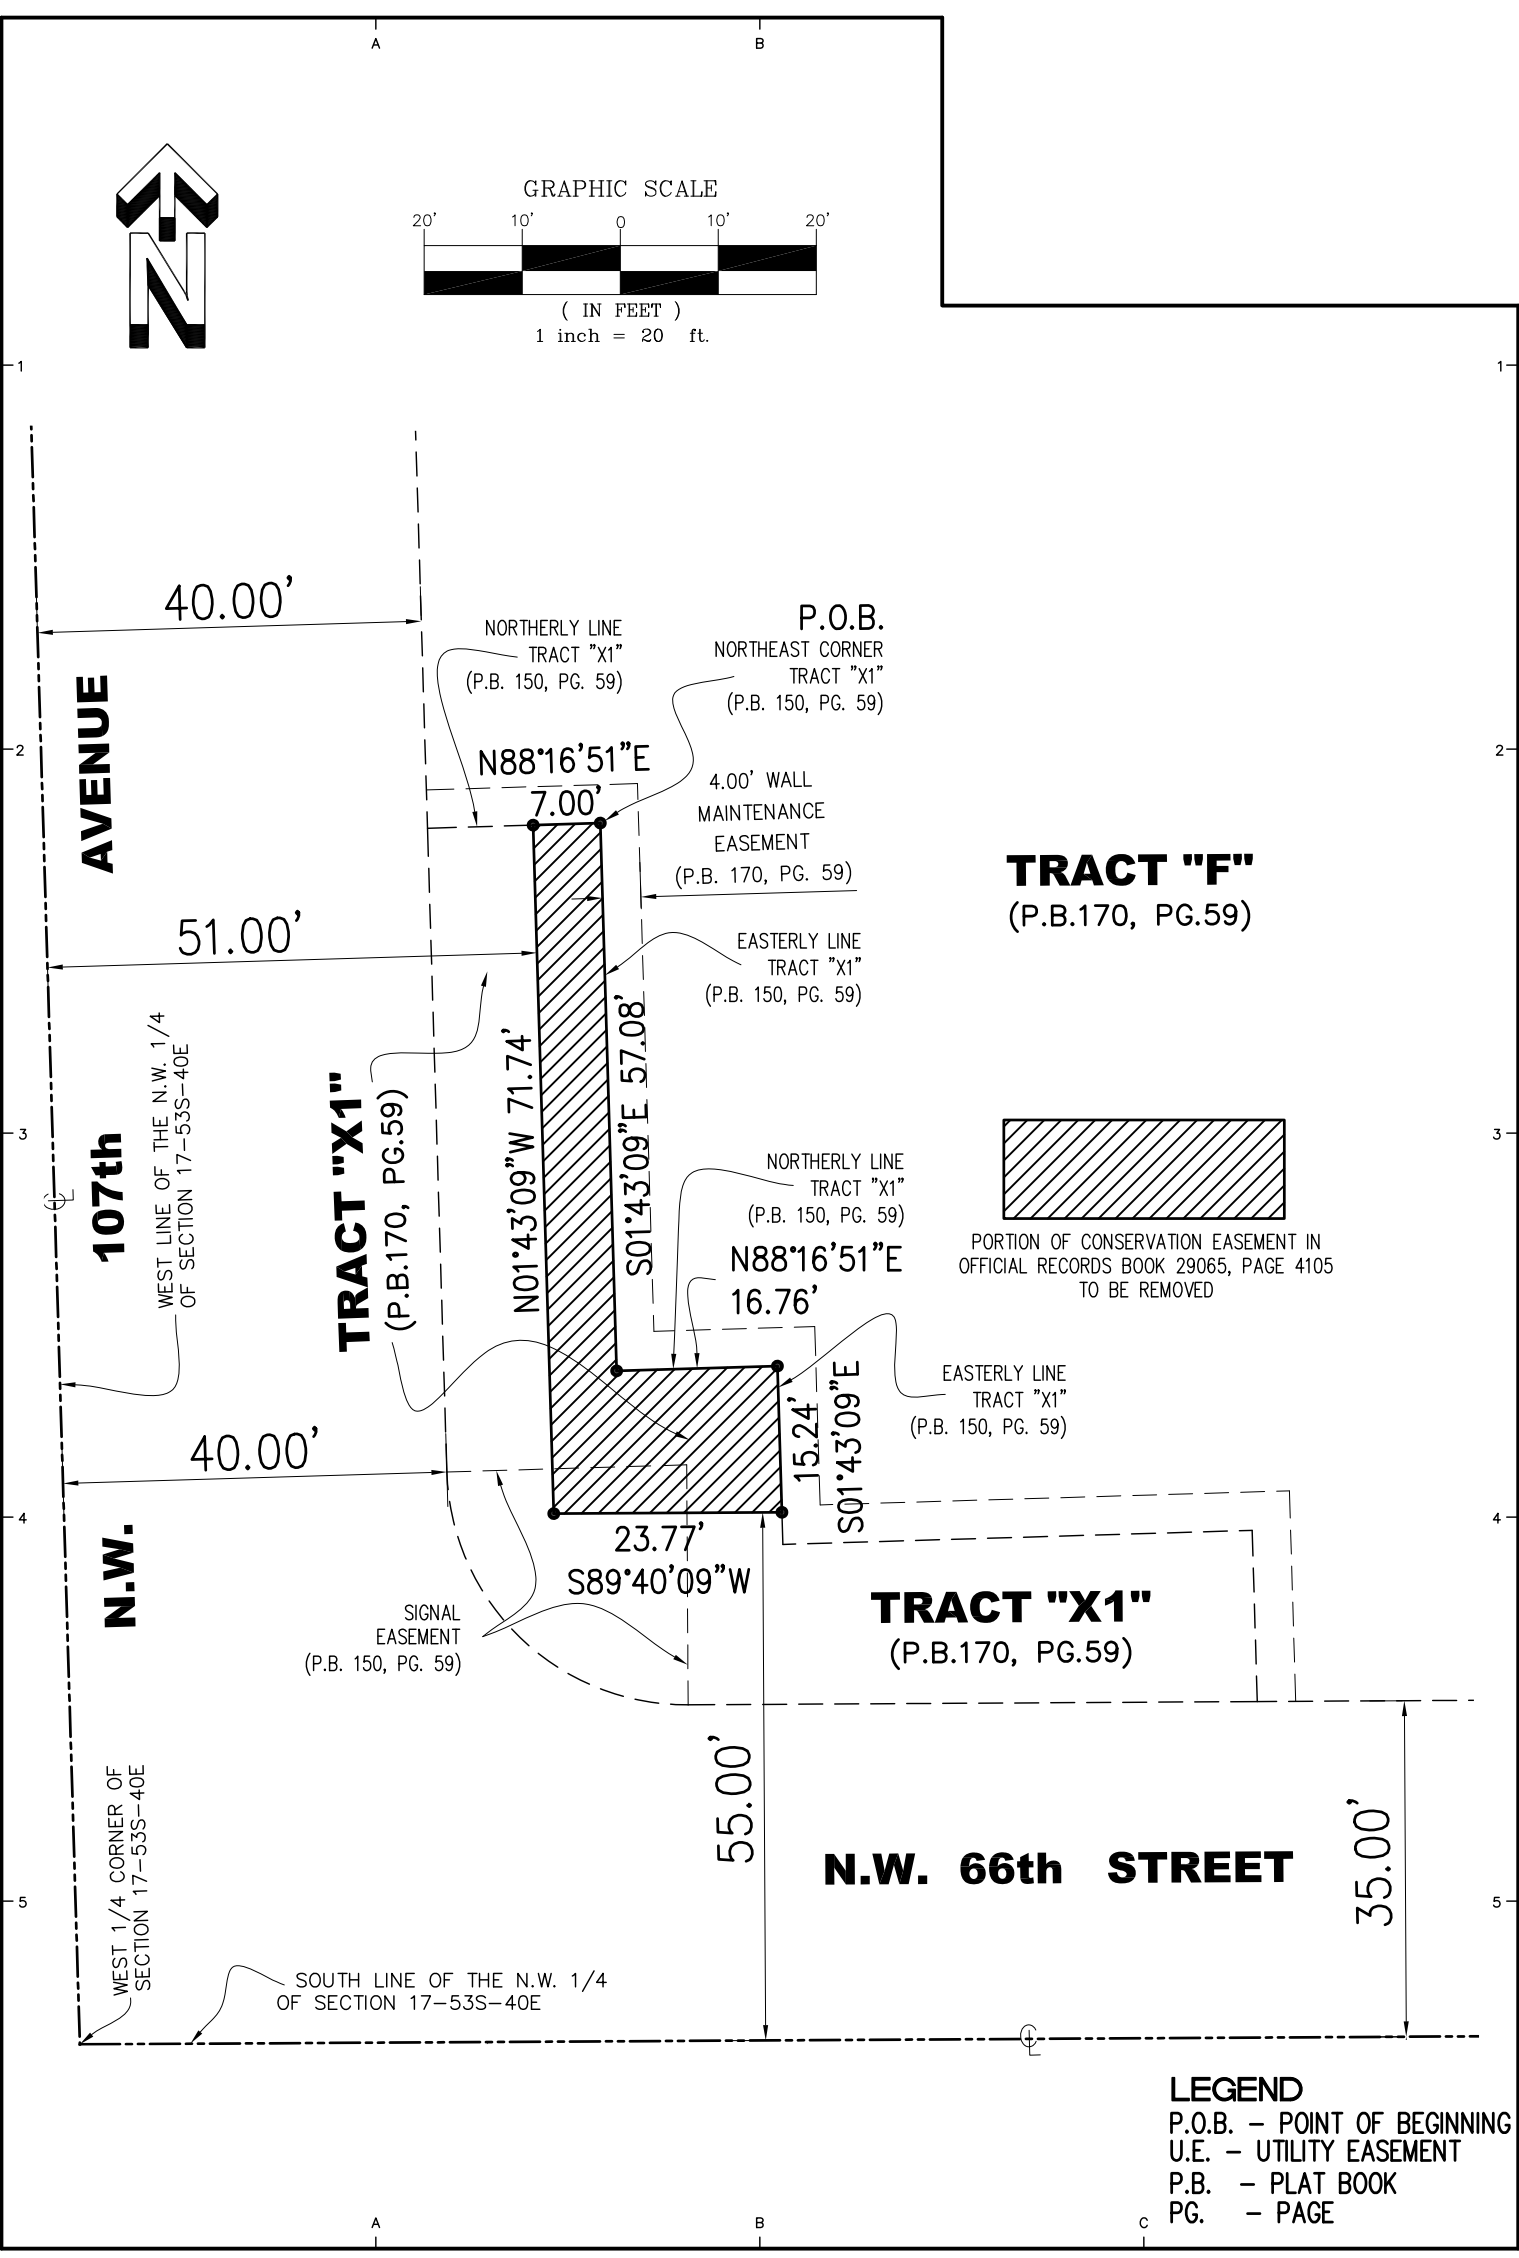 A
B
GRAPHIC SCALE
20' 10' 0 10' 20'
( IN FEET )
1 inch = 20 ft.
N
1
1
40.00'
NORTHERLY LINE
TRACT "X1"
(P.B. 150, PG. 59)
P.O.B.
NORTHEAST CORNER
TRACT "X1"
(P.B. 150, PG. 59)
2
2
N88°16'51"E
7.00'
4.00' WALL
MAINTENANCE
EASEMENT
(P.B. 170, PG. 59)
TRACT "F"
(P.B.170, PG.59)
51.00'
EASTERLY LINE
TRACT "X1"
(P.B. 150, PG. 59)
N.W. 107th AVENUE
WEST LINE OF THE N.W. 1/4
OF SECTION 17-53S-40E
TRACT "X1"
(P.B.170, PG.59)
N01°43'09"W 71.74'
S01°43'09"E 57.08'
3
3
CL
NORTHERLY LINE
TRACT "X1"
(P.B. 150, PG. 59)
N88°16'51"E
16.76'
PORTION OF CONSERVATION EASEMENT IN
OFFICIAL RECORDS BOOK 29065, PAGE 4105
TO BE REMOVED
EASTERLY LINE
TRACT "X1"
(P.B. 150, PG. 59)
15.24'
S01°43'09"E
40.00'
4
4
23.77'
S89°40'09"W
SIGNAL
EASEMENT
(P.B. 150, PG. 59)
TRACT "X1"
(P.B.170, PG.59)
55.00'
35.00'
N.W. 66th STREET
WEST 1/4 CORNER OF
SECTION 17-53S-40E
5
5
SOUTH LINE OF THE N.W. 1/4
OF SECTION 17-53S-40E
CL
LEGEND
P.O.B. - POINT OF BEGINNING
U.E. - UTILITY EASEMENT
P.B. - PLAT BOOK
PG. - PAGE
A
B
C